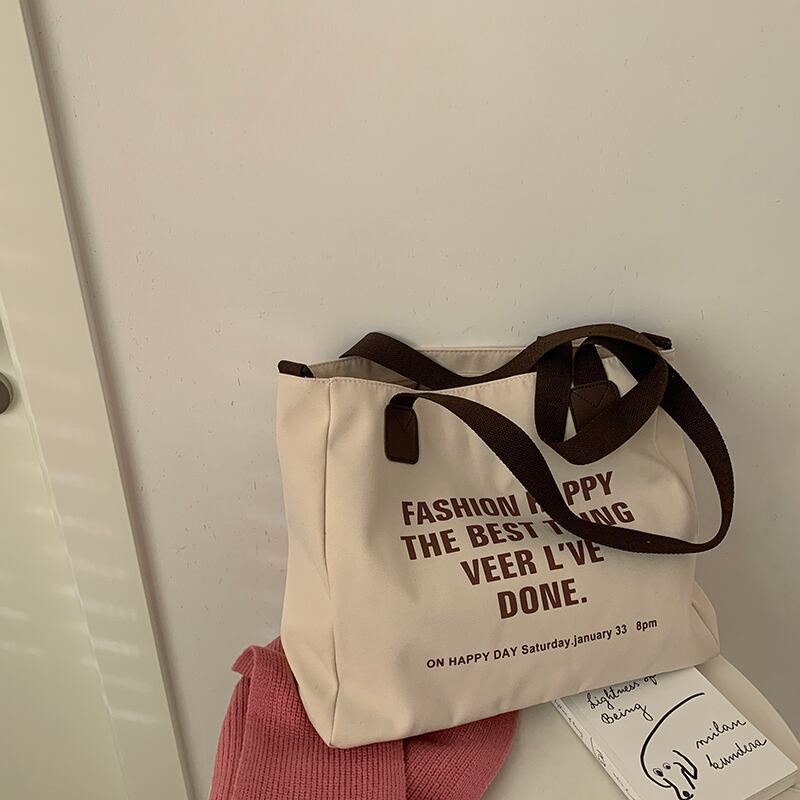 FASHION HAPPY
THE BEST THING
VEER L'VE
DONE.
ON HAPPY DAY Saturday.january 33 8pm
Lightness of
Being
milan
kundera